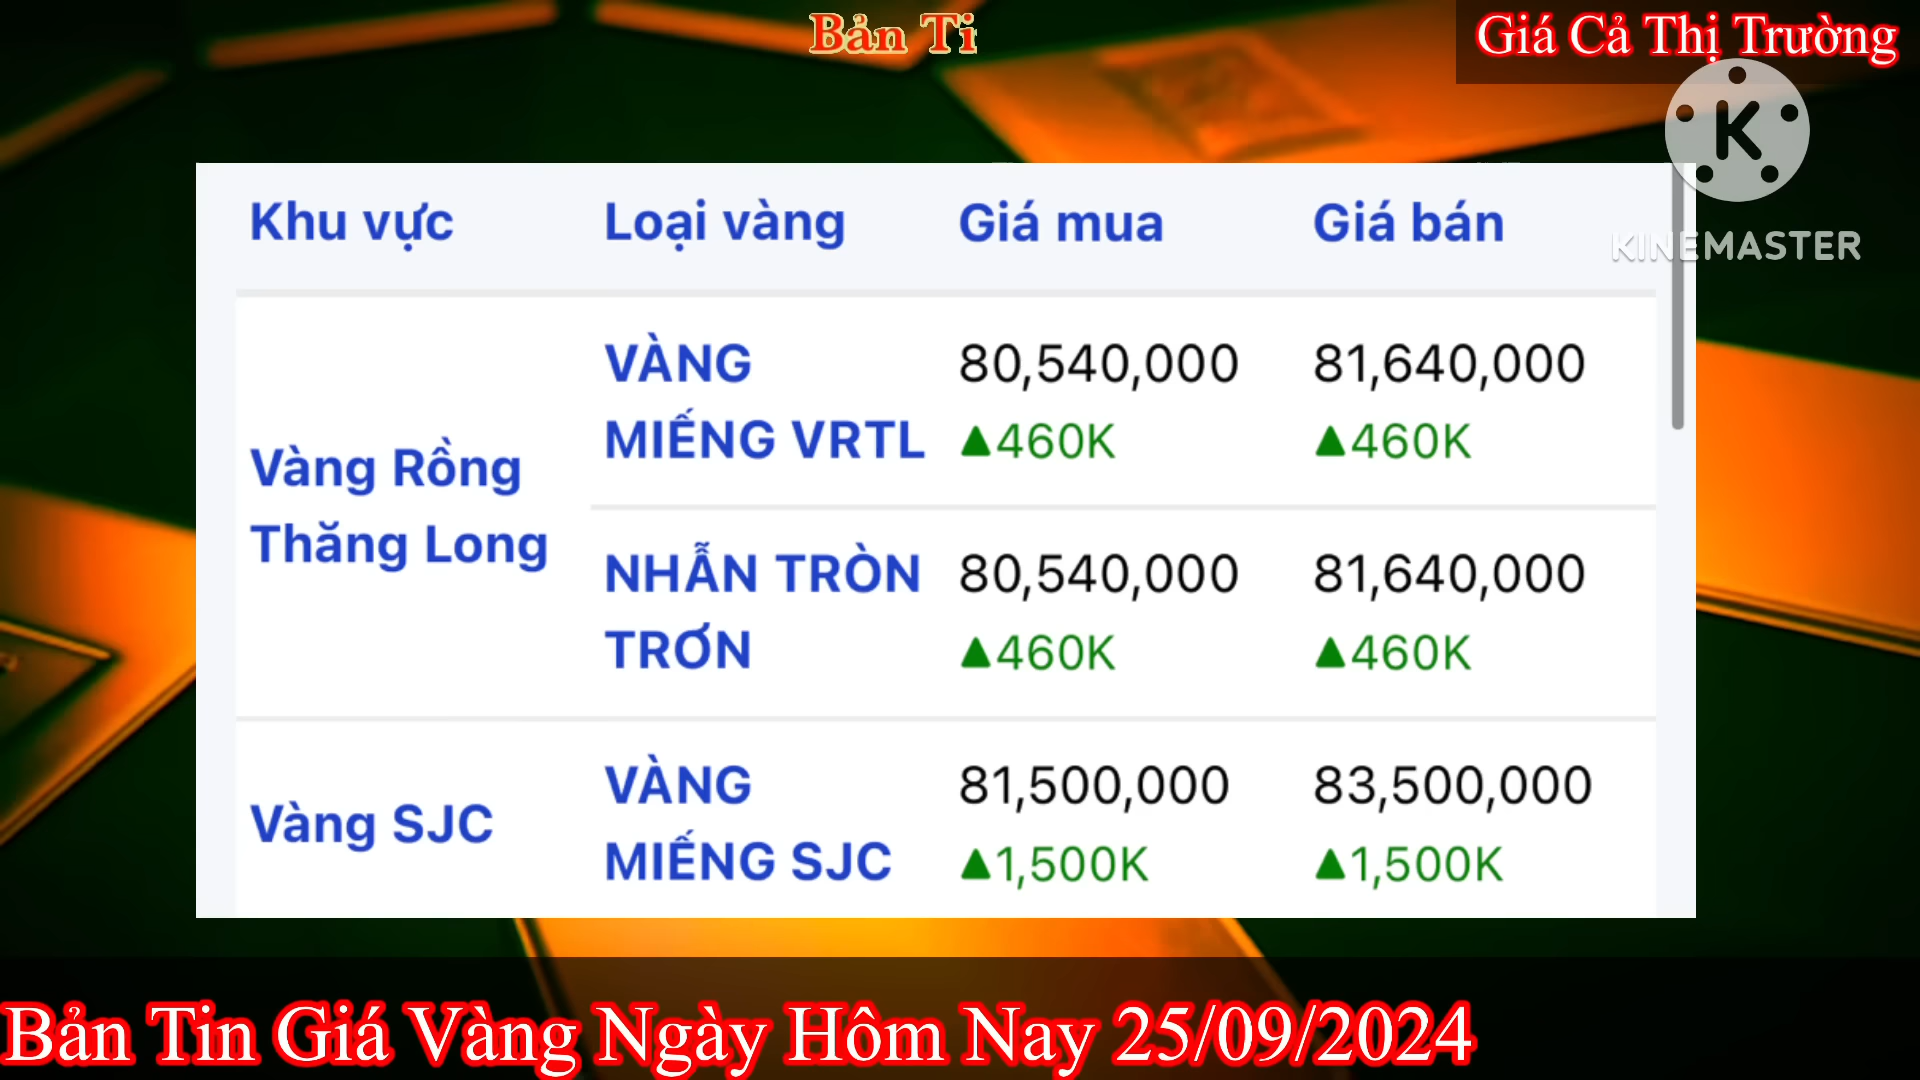 Bản Ti
Giá Cả Thị Trường
KINEMASTER
Khu vực Loại vàng Giá mua Giá bán
Vàng Rồng
Thăng Long
VÀNG 80,540,000 81,640,000
MIẾNG VRTL ▲460K ▲460K
NHẪN TRÒN 80,540,000 81,640,000
TRƠN ▲460K ▲460K
Vàng SJC
VÀNG 81,500,000 83,500,000
MIẾNG SJC ▲1,500K ▲1,500K
Bản Tin Giá Vàng Ngày Hôm Nay 25/09/2024